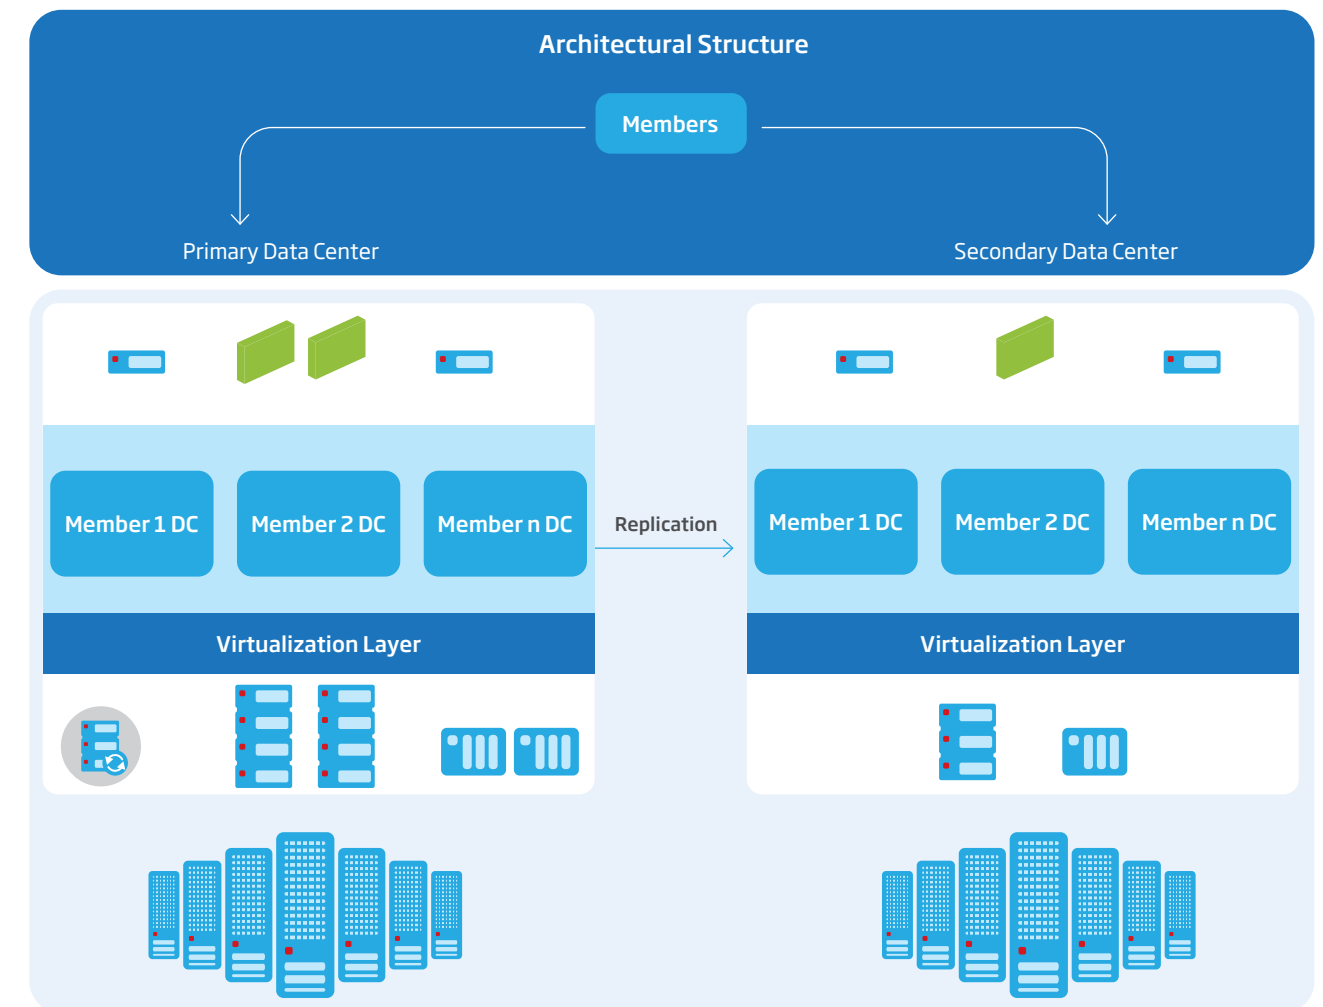 Architectural Structure
Members
Primary Data Center
Secondary Data Center
Member 1 DC
Member 2 DC
Member n DC
Replication
Member 1 DC
Member 2 DC
Member n DC
Virtualization Layer
Virtualization Layer